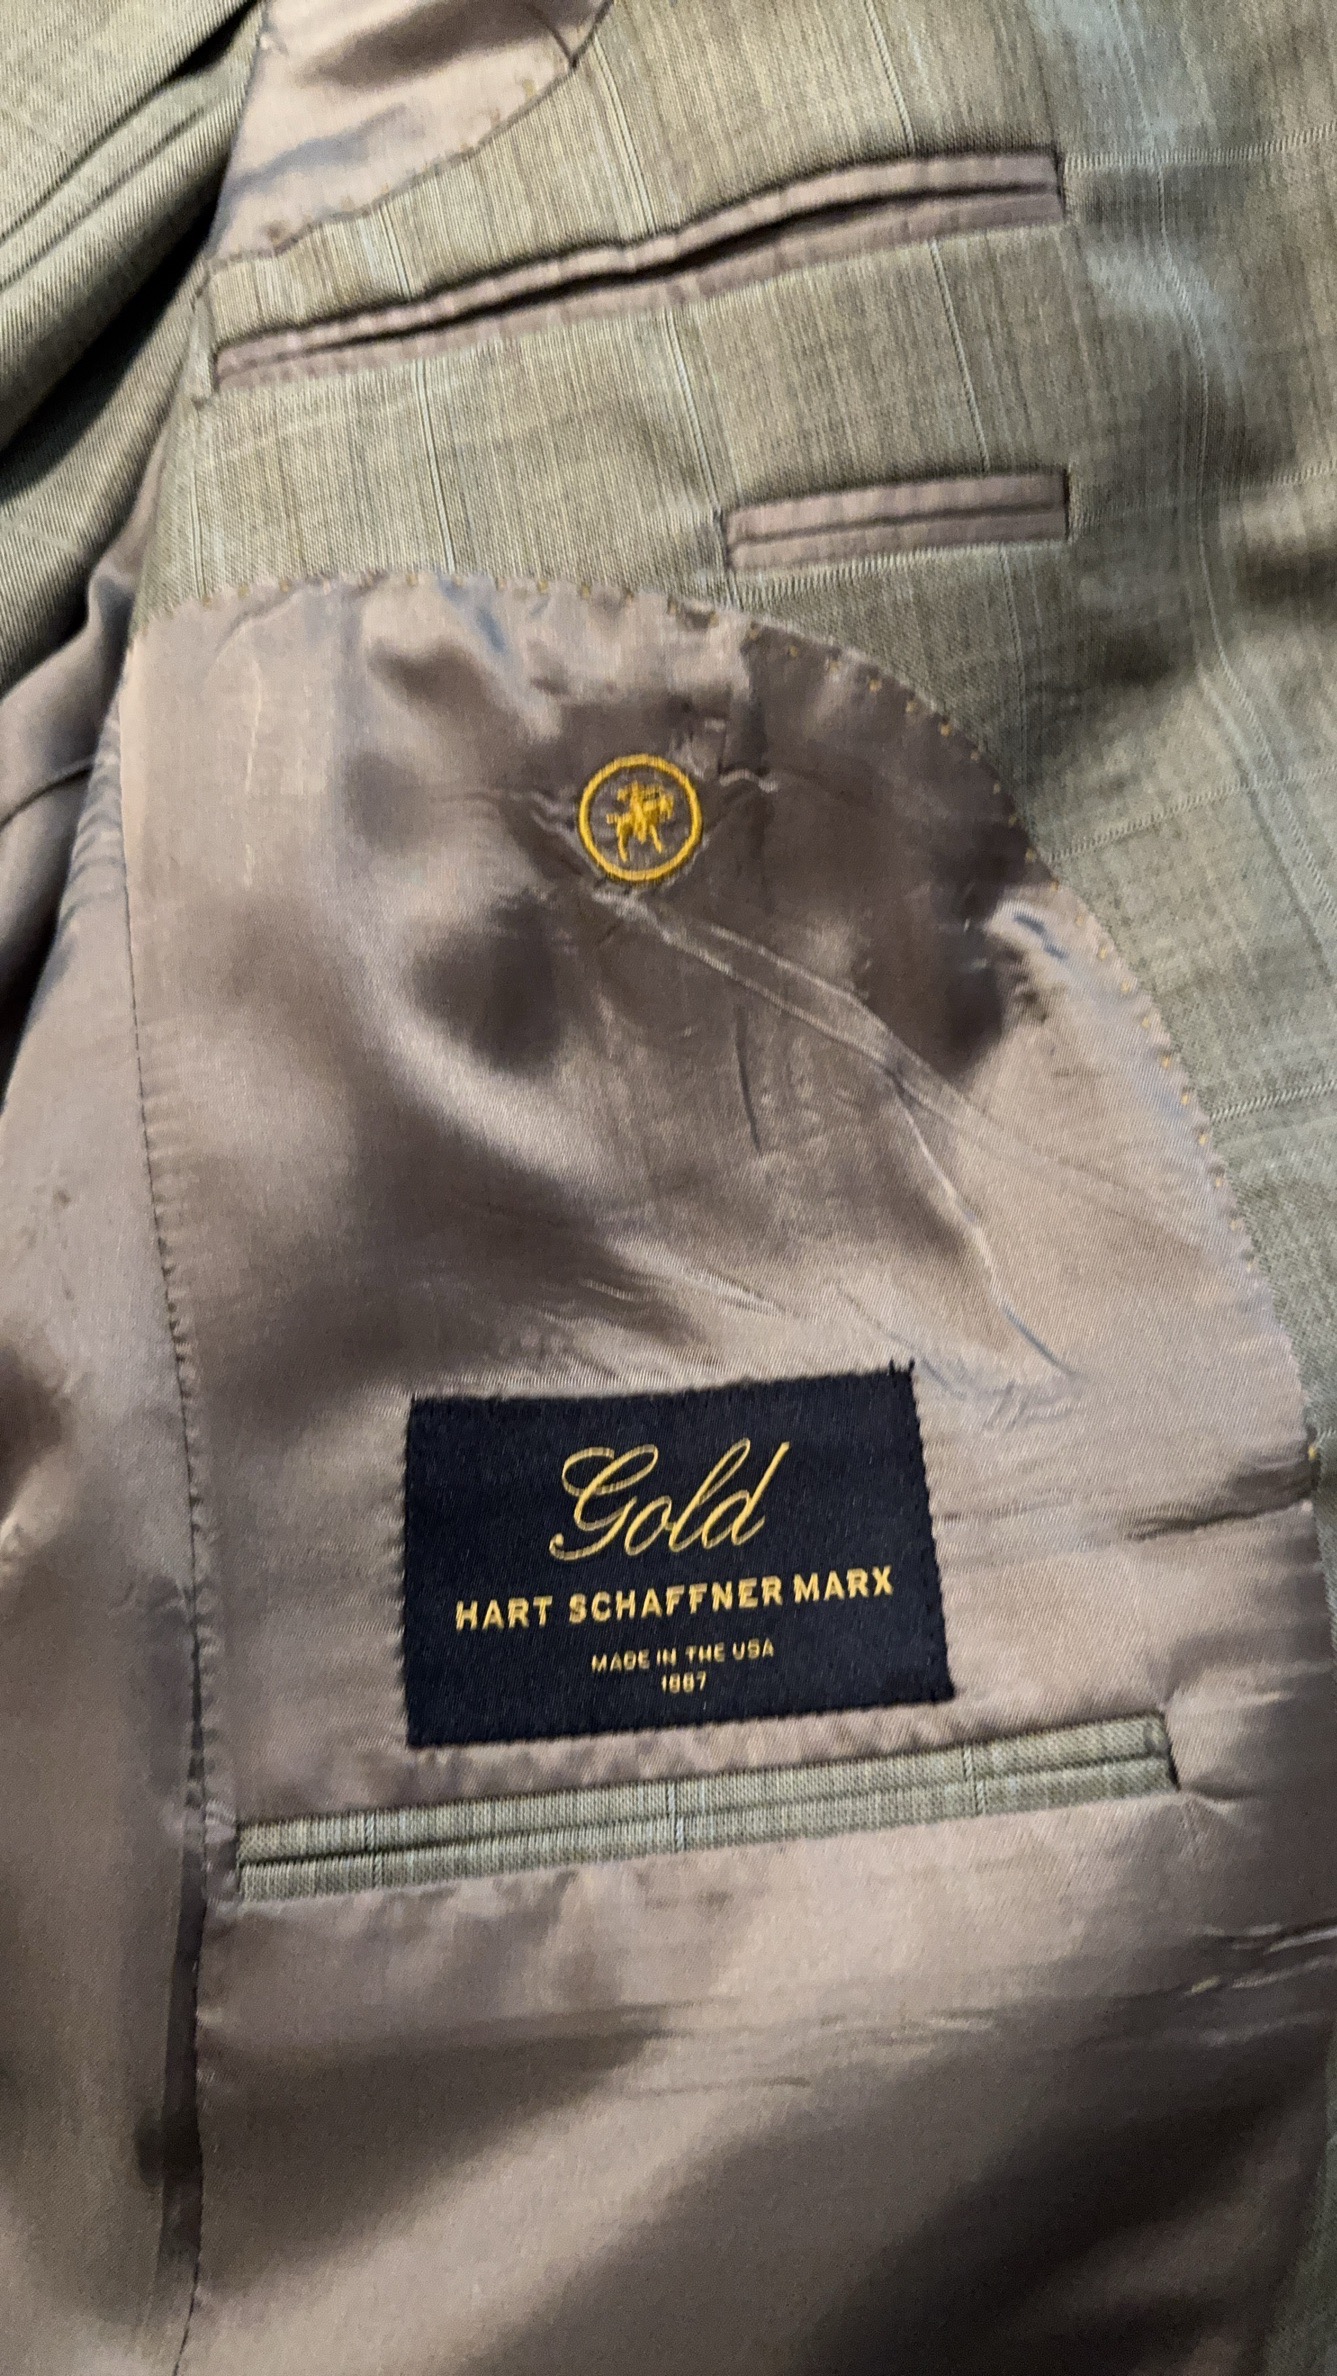 Gold
HART SCHAFFNER MARX
MADE IN THE USA
1887